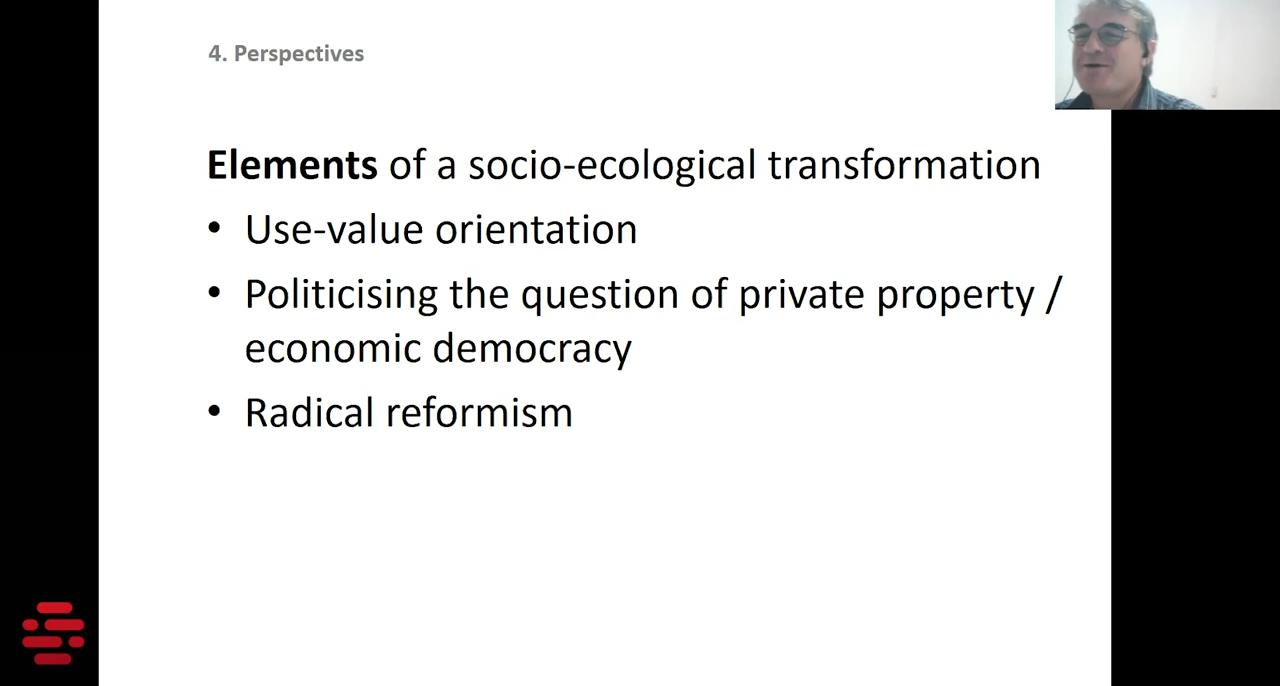 4. Perspectives
Elements of a socio-ecological transformation
• Use-value orientation
• Politicising the question of private property /
economic democracy
• Radical reformism